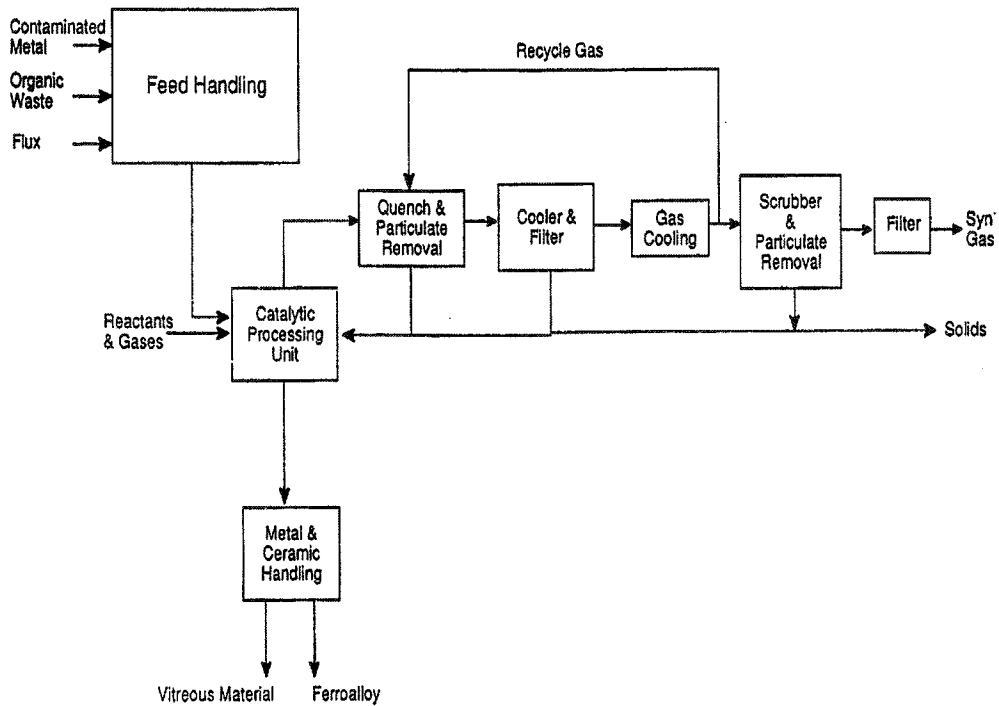 Contaminated
Metal
Organic
Waste
Flux
Feed Handling
Recycle Gas
Quench &
Particulate
Removal
Cooler &
Filter
Gas
Cooling
Scrubber
&
Particulate
Removal
Filter
Syn
Gas
Reactants
& Gases
Catalytic
Processing
Unit
Solids
Metal &
Ceramic
Handling
Vitreous Material
Ferroalloy